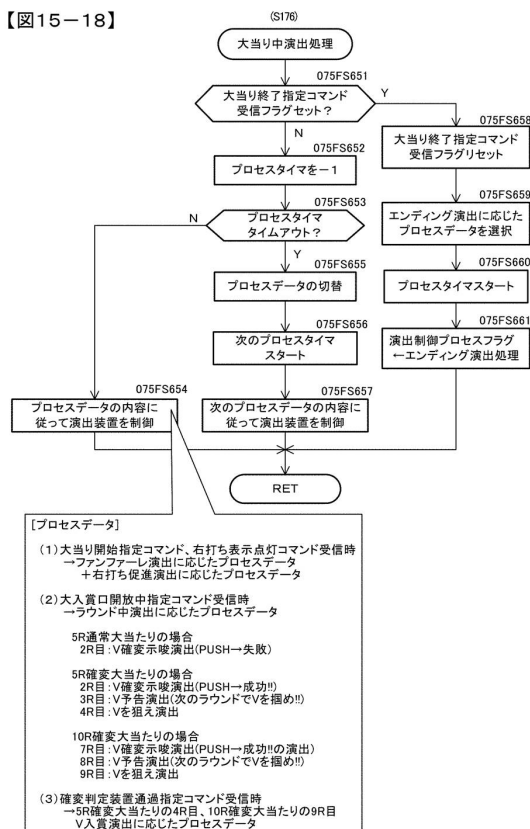 【図15-18】
(S176)
大当り中演出処理
075FS651
大当り終了指定コマンド
受信フラグセット？
Y
N
075FS652
プロセスタイマを－1
075FS653
プロセスタイマ
タイムアウト？
N
Y
075FS655
プロセスデータの切替
075FS656
次のプロセスタイマ
スタート
075FS654
プロセスデータの内容に
従って演出装置を制御
075FS657
次のプロセスデータの内容に
従って演出装置を制御
075FS658
大当り終了指定コマンド
受信フラグリセット
075FS659
エンディング演出に応じた
プロセスデータを選択
075FS660
プロセスタイマスタート
075FS661
演出制御プロセスフラグ
←エンディング演出処理
RET
[プロセスデータ]
(1)大当り開始指定コマンド、右打ち表示点灯コマンド受信時
→ファンファーレ演出に応じたプロセスデータ
＋右打ち促進演出に応じたプロセスデータ
(2)大入賞口開放中指定コマンド受信時
→ラウンド中演出に応じたプロセスデータ
5R通常大当たりの場合
2R目：V確変示唆演出(PUSH→失敗)
5R確変大当たりの場合
2R目：V確変示唆演出(PUSH→成功!!)
3R目：V予告演出(次のラウンドでVを掴め!!)
4R目：Vを狙え演出
10R確変大当たりの場合
7R目：V確変示唆演出(PUSH→成功!!の演出)
8R目：V予告演出(次のラウンドでVを掴め!!)
9R目：Vを狙え演出
(3)確変判定装置通過指定コマンド受信時
→5R確変大当たりの4R目、10R確変大当たりの9R目
V入賞演出に応じたプロセスデータ